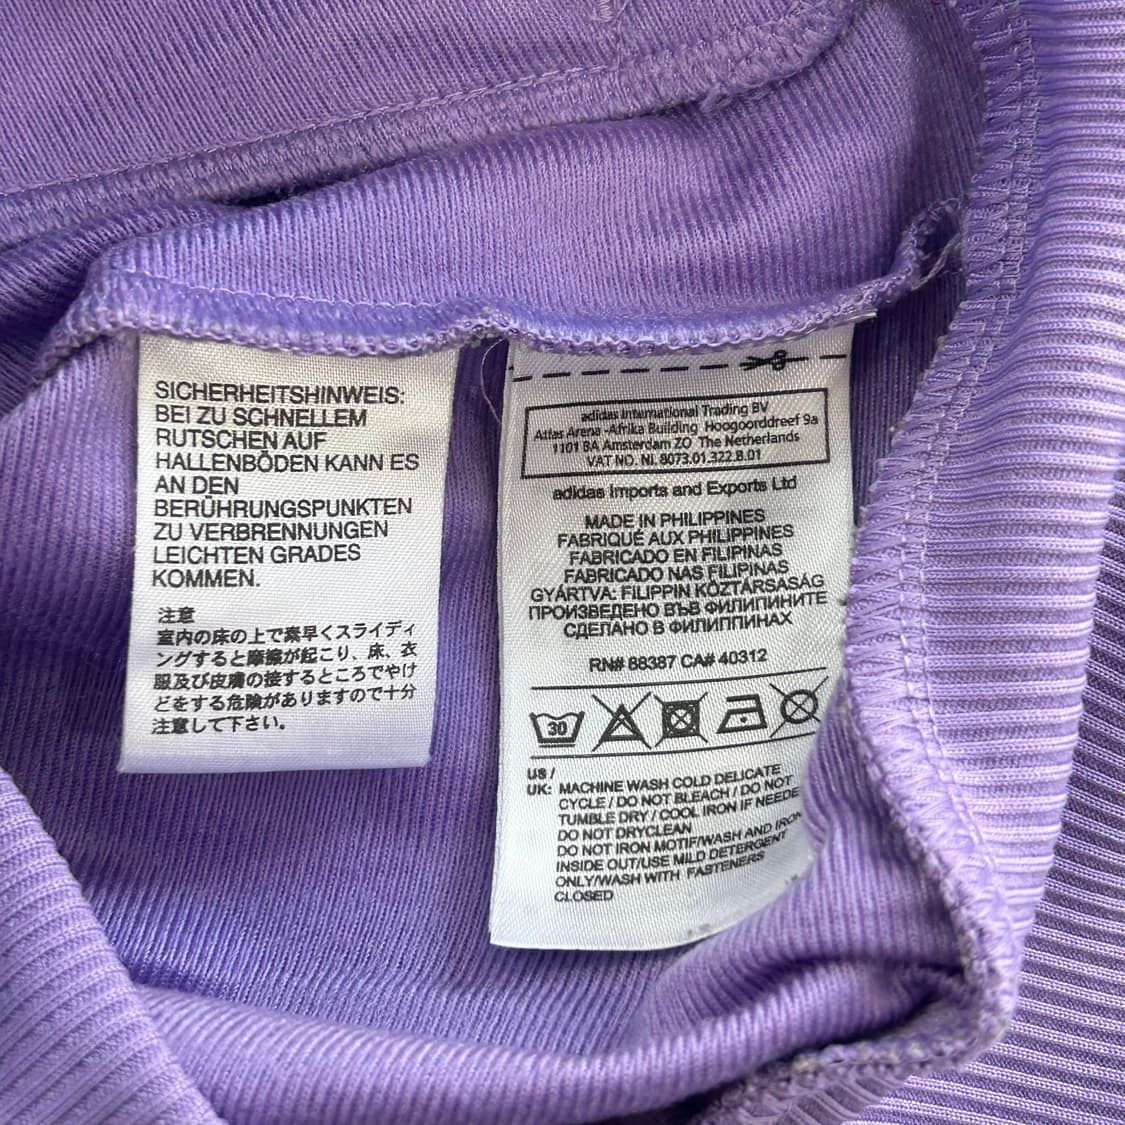 SICHERHEITSHINWEIS:
BEI ZU SCHNELLEM
RUTSCHEN AUF
HALLENBÖDEN KANN ES
AN DEN
BERÜHRUNGSPUNKTEN
ZU VERBRENNUNGEN
LEICHTEN GRADES
KOMMEN.
注意
室内の床の上で素早くスライディ
ングすると摩擦が起こり、床、衣
服及び皮膚の接するところでやけ
どをする危険がありますので十分
注意して下さい。
adidas International Trading BV
Atlas Arena -Afrika Building Hoogoorddreef 9a
1101 BA Amsterdam ZO The Netherlands
VAT NO. NL 8073.01.322.B.01
adidas Imports and Exports Ltd
MADE IN PHILIPPINES
FABRIQUÉ AUX PHILIPPINES
FABRICADO EN FILIPINAS
FABRICADO NAS FILIPINAS
GYÁRTVA: FILIPPIN KÖZTÁRSASÁG
ПРОИЗВЕДЕНО ВЪВ ФИЛИПИНИТЕ
СДЕЛАНО В ФИЛИППИНАХ
RN# 88387 CA# 40312
30
US /
UK: MACHINE WASH COLD DELICATE
CYCLE / DO NOT BLEACH / DO NOT
TUMBLE DRY / COOL IRON IF NEEDE
DO NOT DRYCLEAN
DO NOT IRON MOTIF/WASH AND IRON
INSIDE OUT/USE MILD DETERGENT
ONLY/WASH WITH FASTENERS
CLOSED